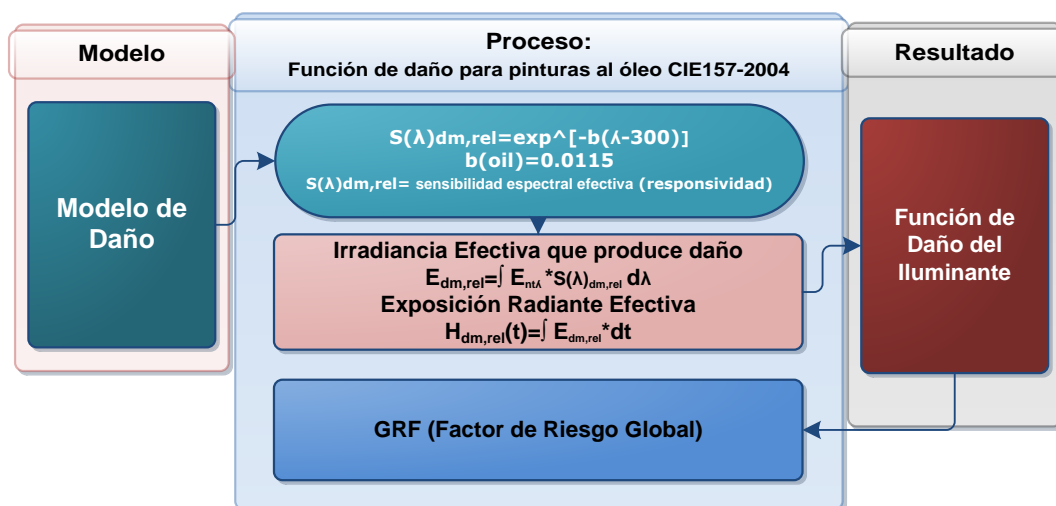 Modelo
Modelo de
Daño
Proceso:
Función de daño para pinturas al óleo CIE157-2004
S(λ)dm,rel=exp^[-b(λ-300)]
b(oil)=0.0115
S(λ)dm,rel= sensibilidad espectral efectiva (responsividad)
Irradiancia Efectiva que produce daño
Edm,rel=∫ Entλ*S(λ)dm,rel dλ
Exposición Radiante Efectiva
Hdm,rel(t)=∫ Edm,rel*dt
GRF (Factor de Riesgo Global)
Resultado
Función de
Daño del
Iluminante